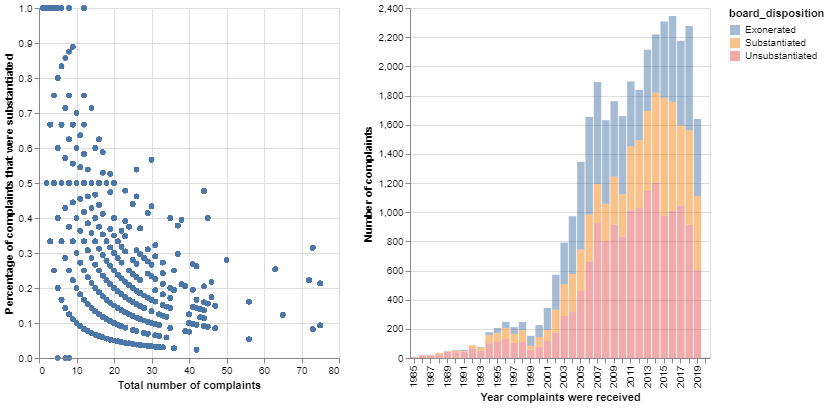 Percentage of complaints that were substantiated
1.0
0.9
0.8
0.7
0.6
0.5
0.4
0.3
0.2
0.1
0.0
0 10 20 30 40 50 60 70 80
Total number of complaints
Number of complaints
2,400
2,200
2,000
1,800
1,600
1,400
1,200
1,000
800
600
400
200
0
1985 1987 1989 1991 1993 1995 1997 1999 2001 2003 2005 2007 2009 2011 2013 2015 2017 2019
Year complaints were received
board_disposition
Exonerated
Substantiated
Unsubstantiated